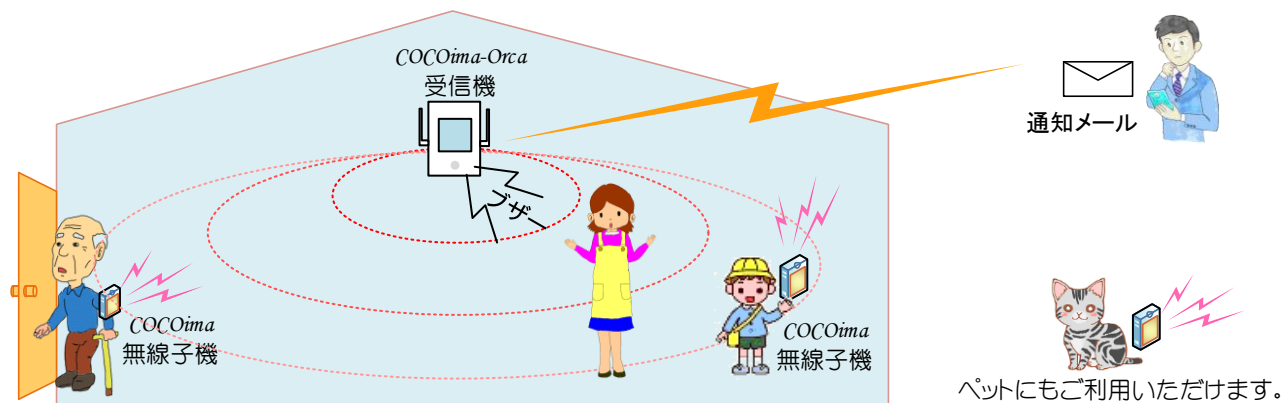 COCOima-Orca
受信機
通知メール
ブザー
COCOima
無線子機
COCOima
無線子機
ペットにもご利用いただけます。